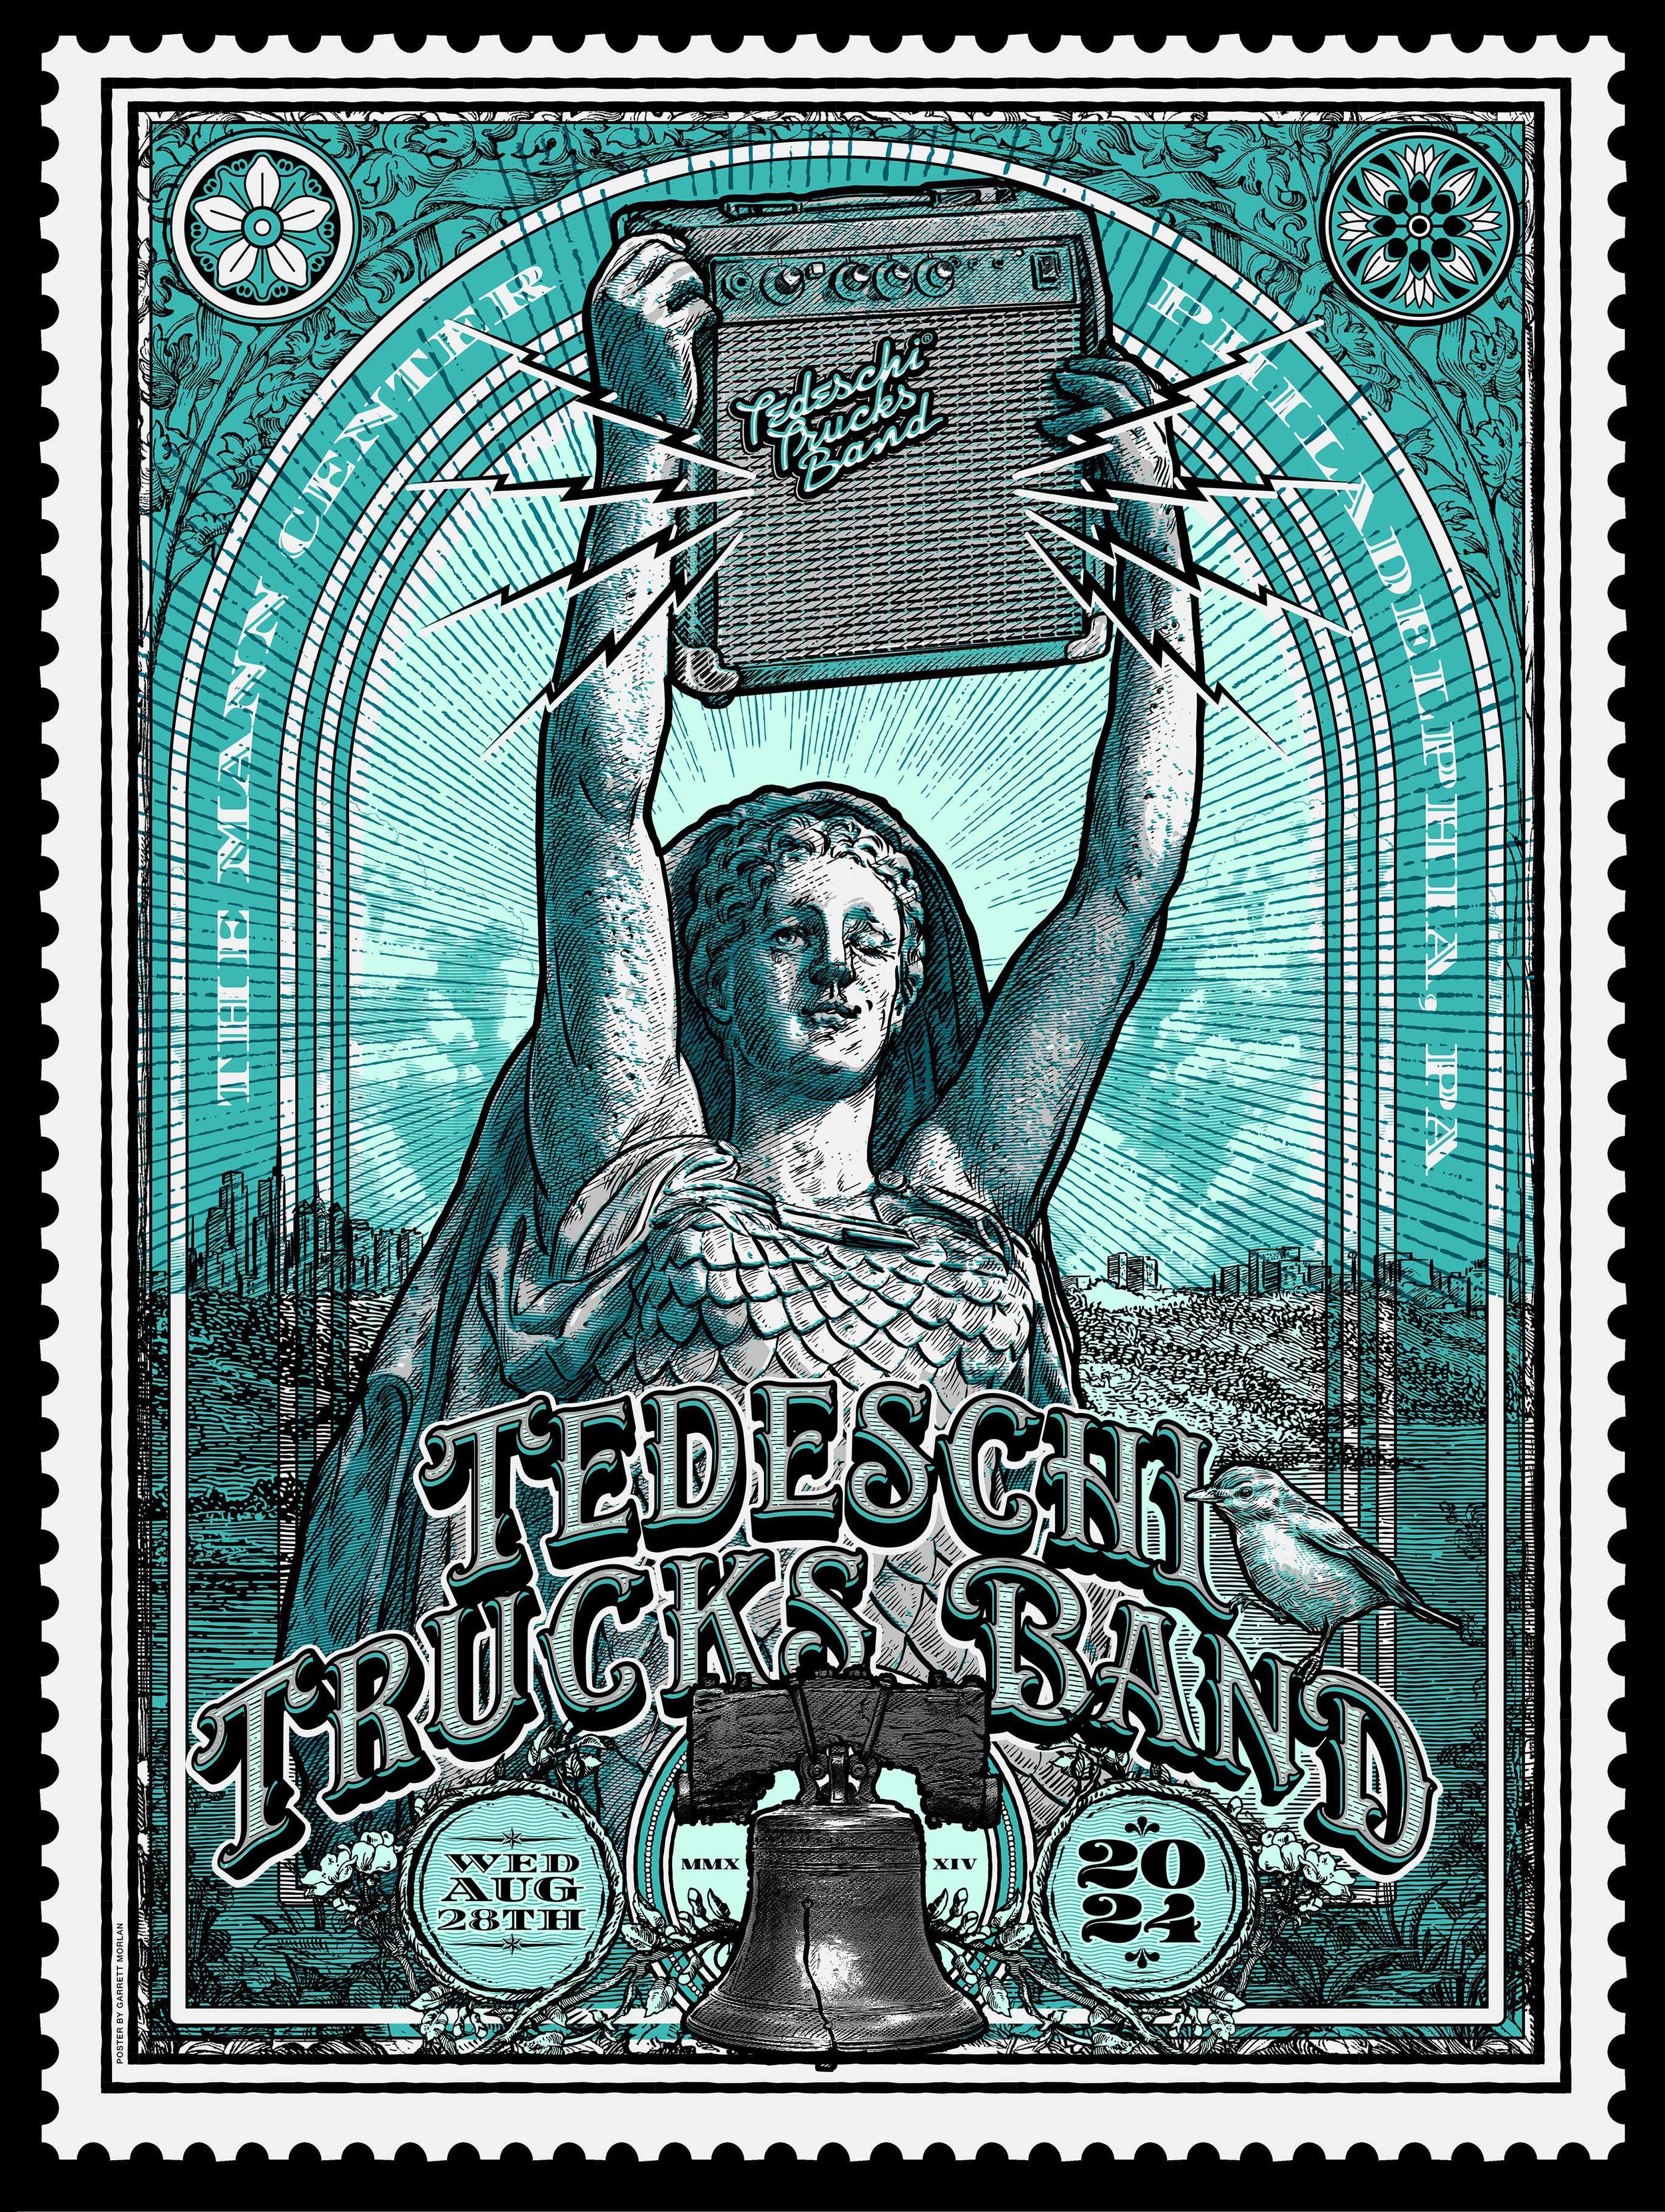 THE MANN CENTER
PHILADELPHIA, PA
Tedeschi®
Trucks
Band
TEDESCHI
TRUCKS BAND
WED
AUG
28TH
MMX
XIV
20
24
POSTER BY GARRETT MORLAN